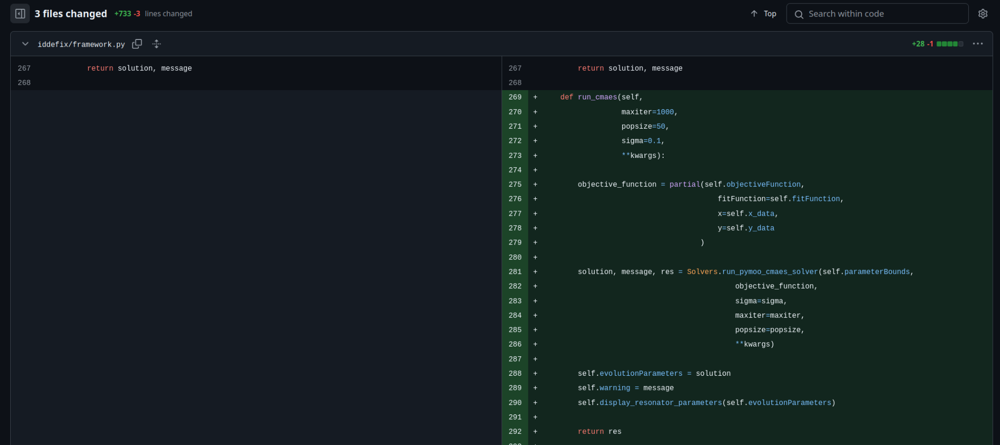 3 files changed +733 -3 lines changed Top Search within code
iddefix/framework.py +28 -1
267 return solution, message
268
267 return solution, message
268
269 + def run_cmaes(self,
270 + maxiter=1000,
271 + popsize=50,
272 + sigma=0.1,
273 + **kwargs):
274 +
275 + objective_function = partial(self.objectiveFunction,
276 + fitFunction=self.fitFunction,
277 + x=self.x_data,
278 + y=self.y_data
279 + )
280 +
281 + solution, message, res = Solvers.run_pymoo_cmaes_solver(self.parameterBounds,
282 + objective_function,
283 + sigma=sigma,
284 + maxiter=maxiter,
285 + popsize=popsize,
286 + **kwargs)
287 +
288 + self.evolutionParameters = solution
289 + self.warning = message
290 + self.display_resonator_parameters(self.evolutionParameters)
291 +
292 + return res